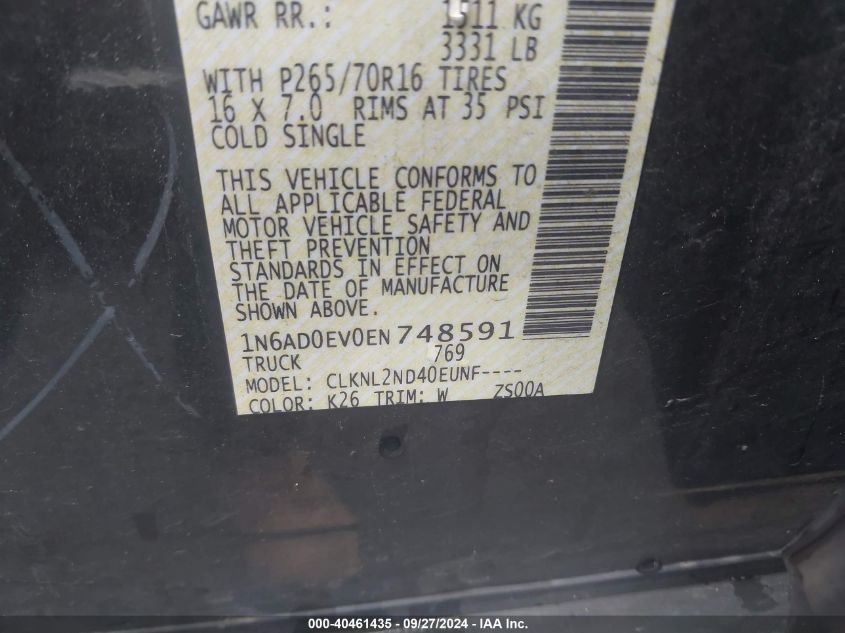 GAWR RR.: 1511 KG
3331 LB
WITH P265/70R16 TIRES
16 X 7.0 RIMS AT 35 PSI
COLD SINGLE
THIS VEHICLE CONFORMS TO
ALL APPLICABLE FEDERAL
MOTOR VEHICLE SAFETY AND
THEFT PREVENTION
STANDARDS IN EFFECT ON
THE DATE OF MANUFACTURE
SHOWN ABOVE.
1N6AD0EV0EN748591
TRUCK 769
MODEL: CLKNL2ND40EUNF----
COLOR: K26 TRIM: W ZS00A
000-40461435 - 09/27/2024 - IAA Inc.